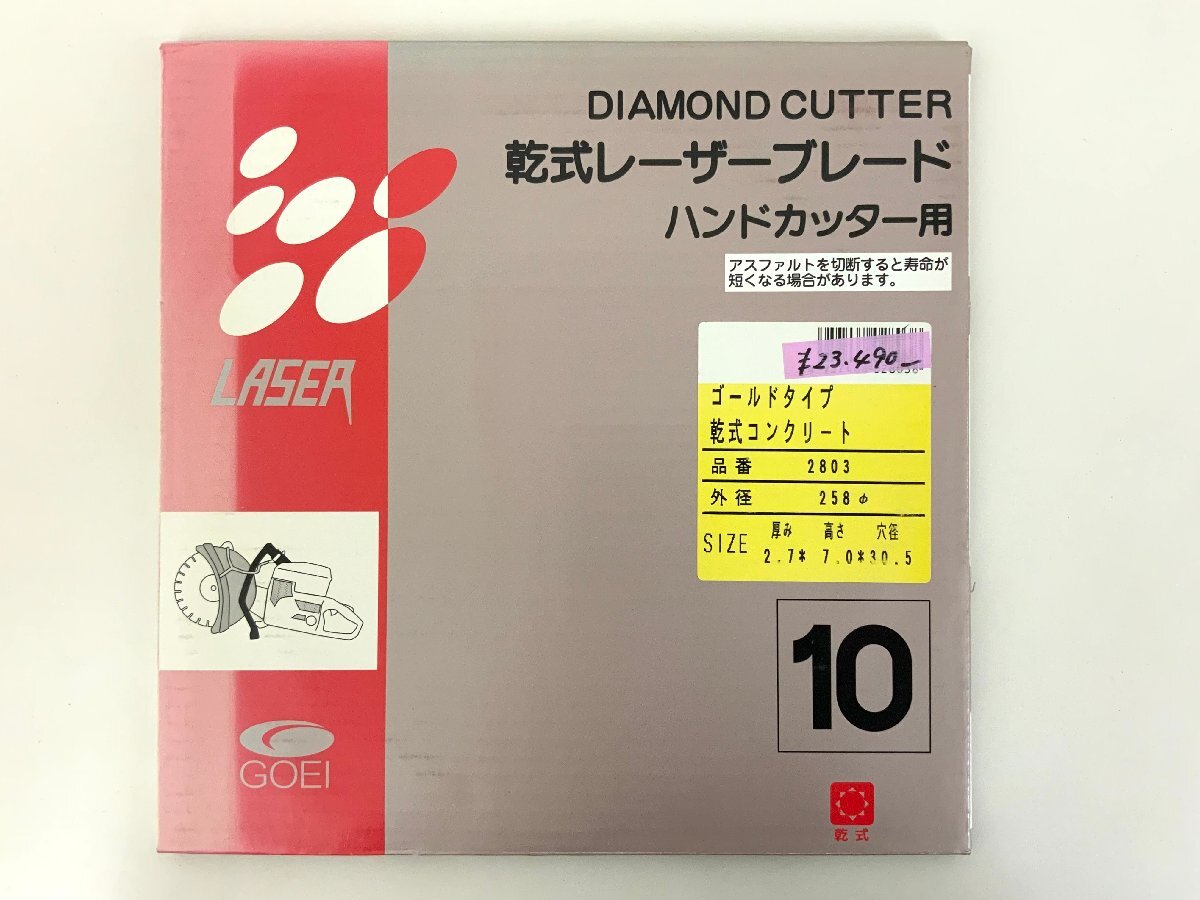 DIAMOND CUTTER
乾式レーザーブレード
ハンドカッター用
アスファルトを切断すると寿命が
短くなる場合があります。
LASER
¥23.490-
ゴールドタイプ
乾式コンクリート
品番 2803
外径 258φ
厚み 高さ 穴径
SIZE 2.7* 7.0*30.5
10
GOEI
乾式